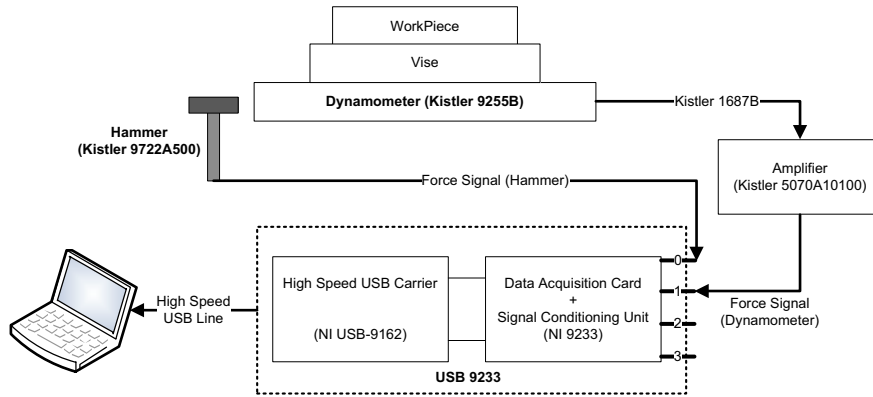 WorkPiece
Vise
Dynamometer (Kistler 9255B)
Kistler 1687B
Hammer
(Kistler 9722A500)
Amplifier
(Kistler 5070A10100)
Force Signal (Hammer)
0
High Speed USB Carrier
(NI USB-9162)
Data Acquisition Card
+
Signal Conditioning Unit
(NI 9233)
1
2
3
High Speed
USB Line
Force Signal
(Dynamometer)
USB 9233